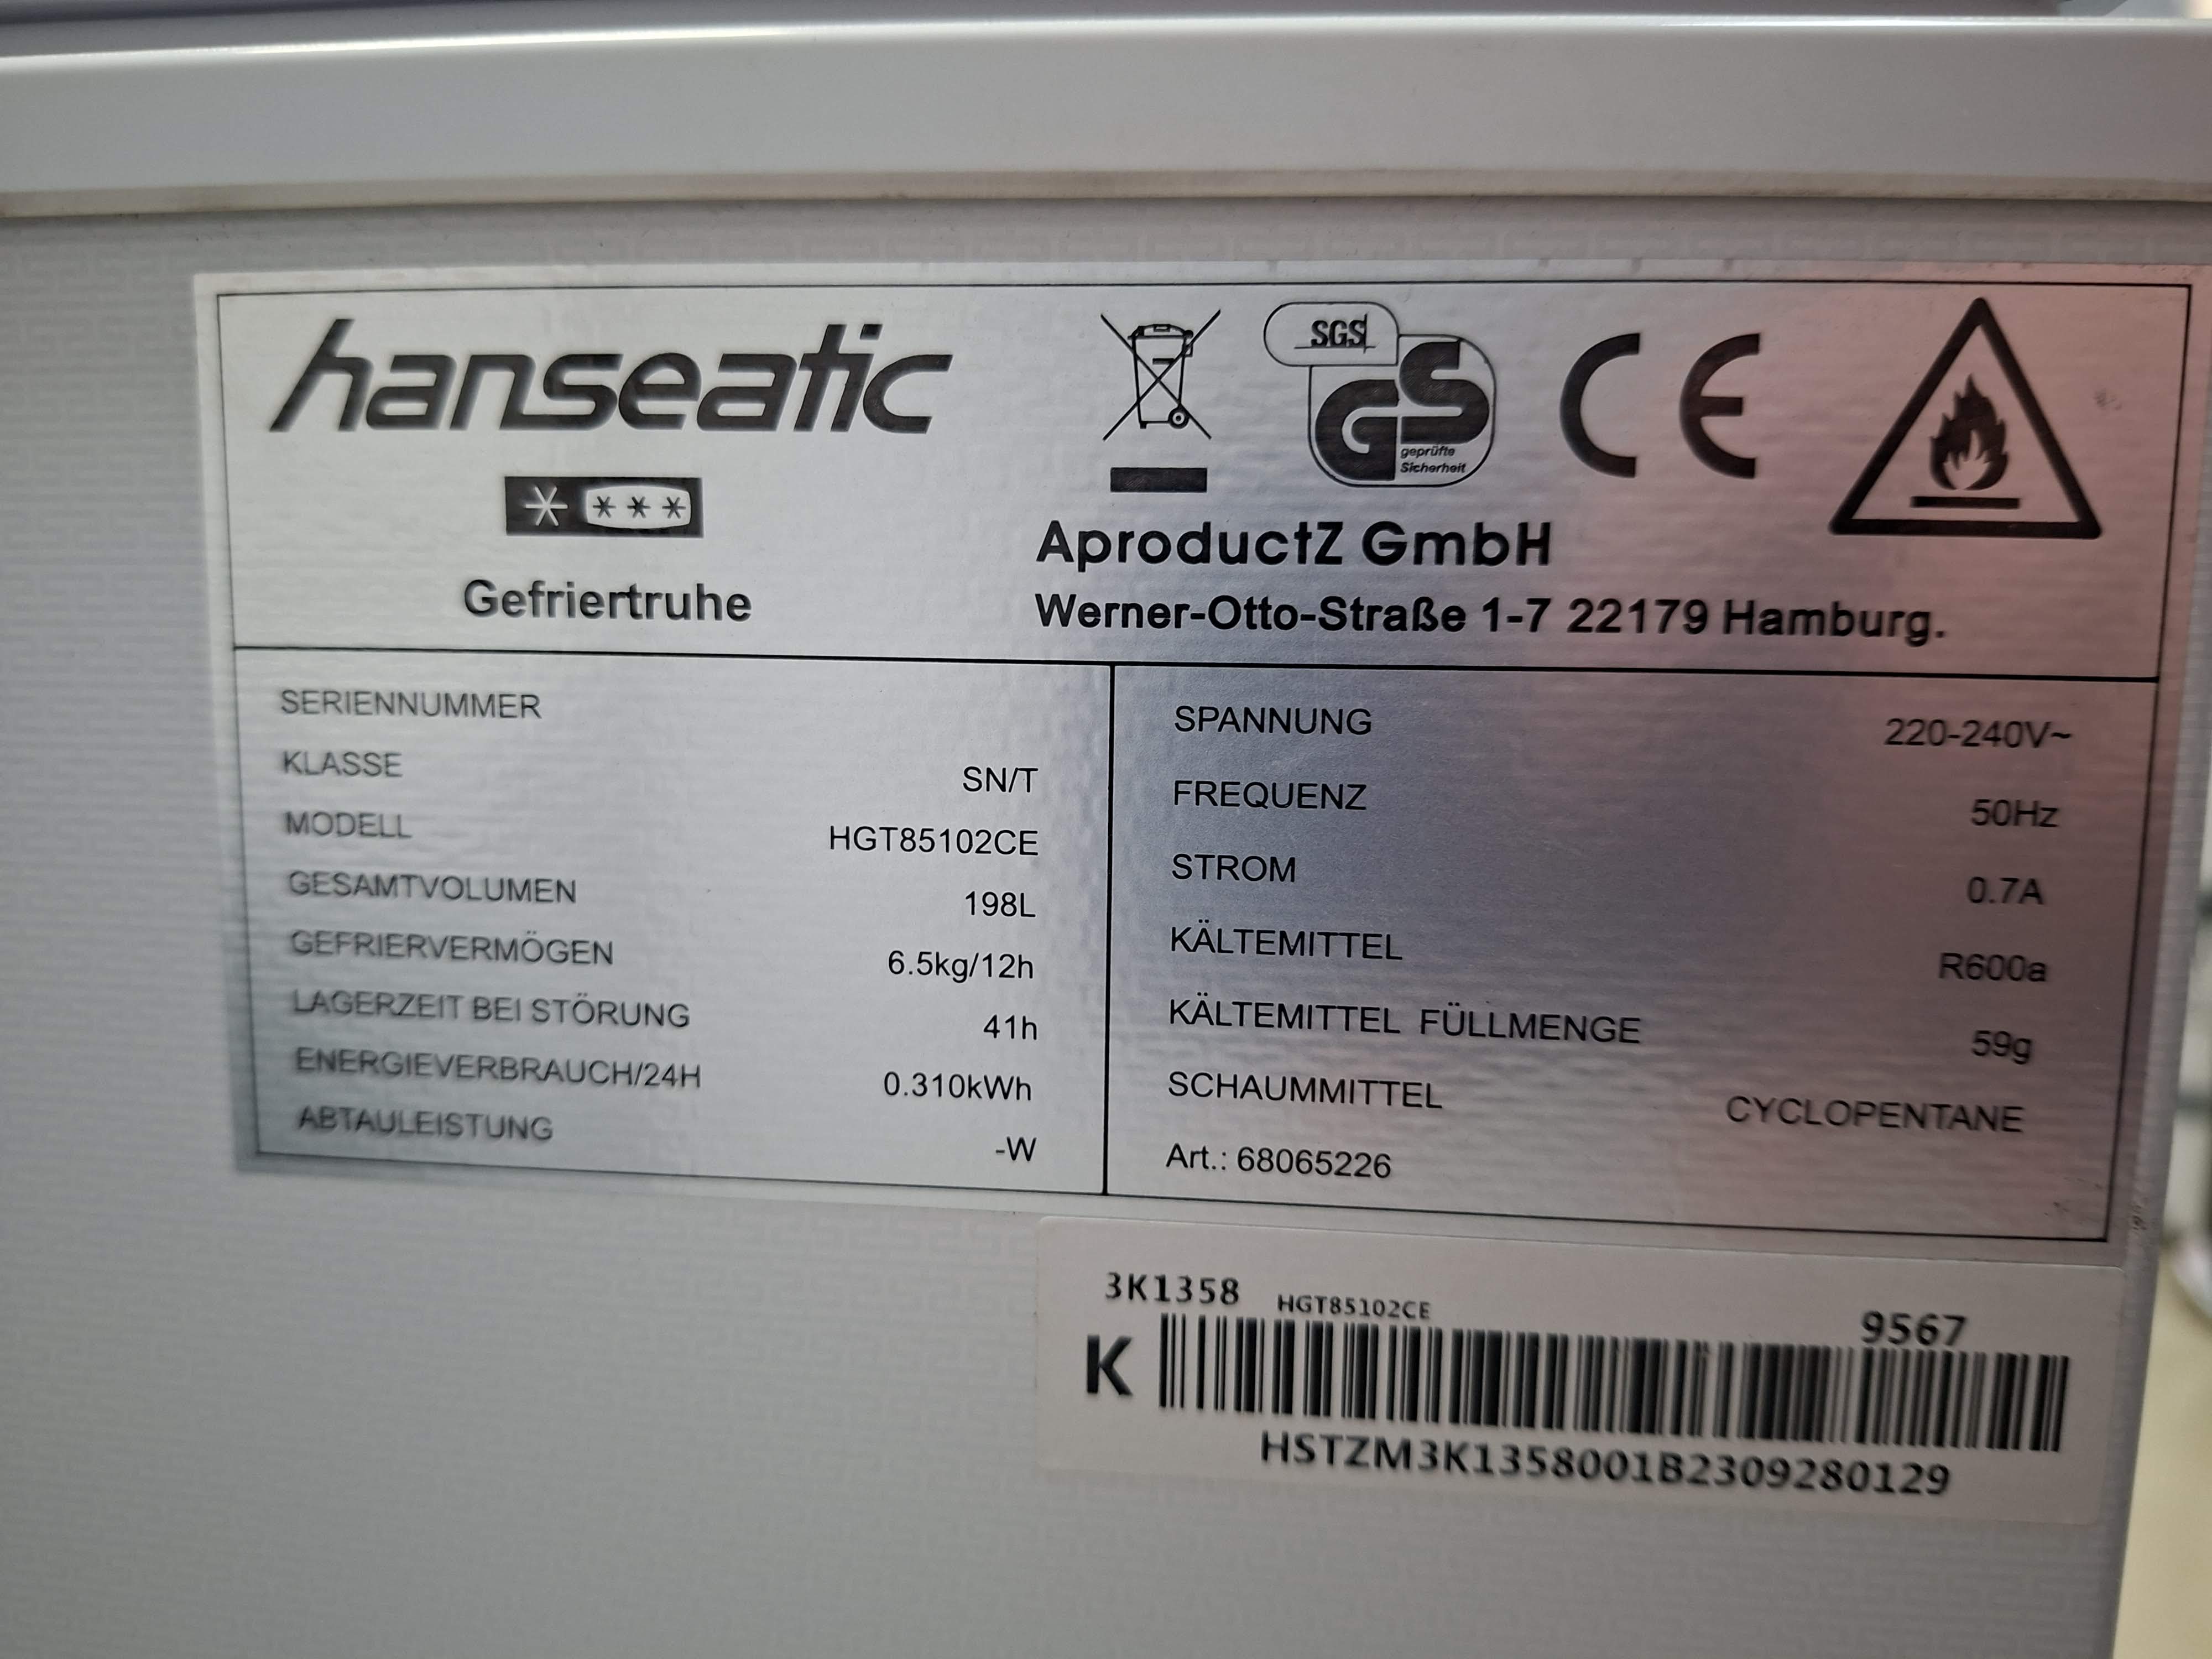 hanseatic
Gefriertruhe
SGS
GS
geprüfte
Sicherheit
CE
AproductZ GmbH
Werner-Otto-Straße 1-7 22179 Hamburg.
SERIENNUMMER
KLASSE SN/T
MODELL HGT85102CE
GESAMTVOLUMEN 198L
GEFRIERVERMÖGEN 6.5kg/12h
LAGERZEIT BEI STÖRUNG 41h
ENERGIEVERBRAUCH/24H 0.310kWh
ABTAULEISTUNG -W
SPANNUNG 220-240V~
FREQUENZ 50Hz
STROM 0.7A
KÄLTEMITTEL R600a
KÄLTEMITTEL FÜLLMENGE 59g
SCHAUMMITTEL CYCLOPENTANE
Art.: 68065226
3K1358 HGT85102CE 9567
K
HSTZM3K1358001B2309280129